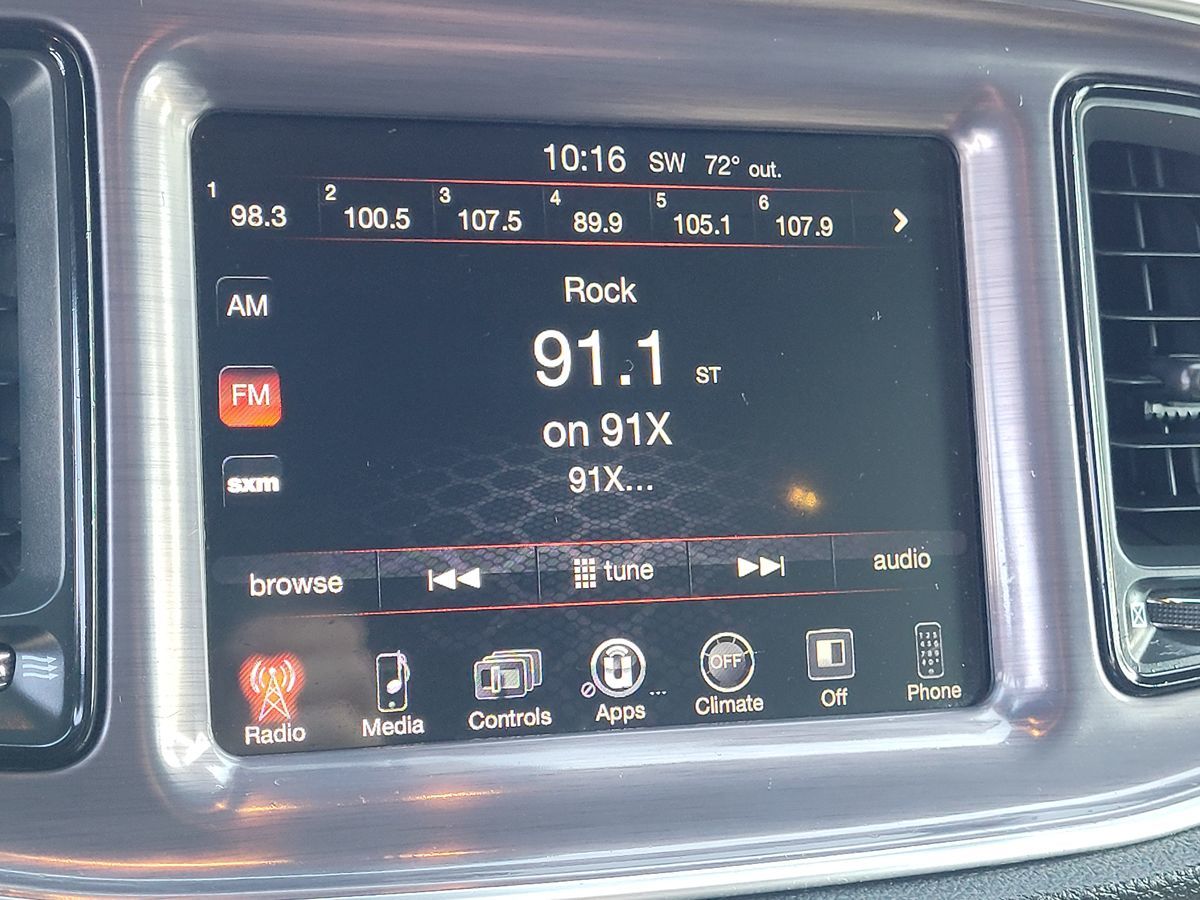 10:16 SW 72° out.
1 98.3 2 100.5 3 107.5 4 89.9 5 105.1 6 107.9
Rock
AM
91.1 ST
FM
on 91X
91X...
sxm
browse tune audio
OFF
Radio Media Controls Apps ... Climate Off Phone